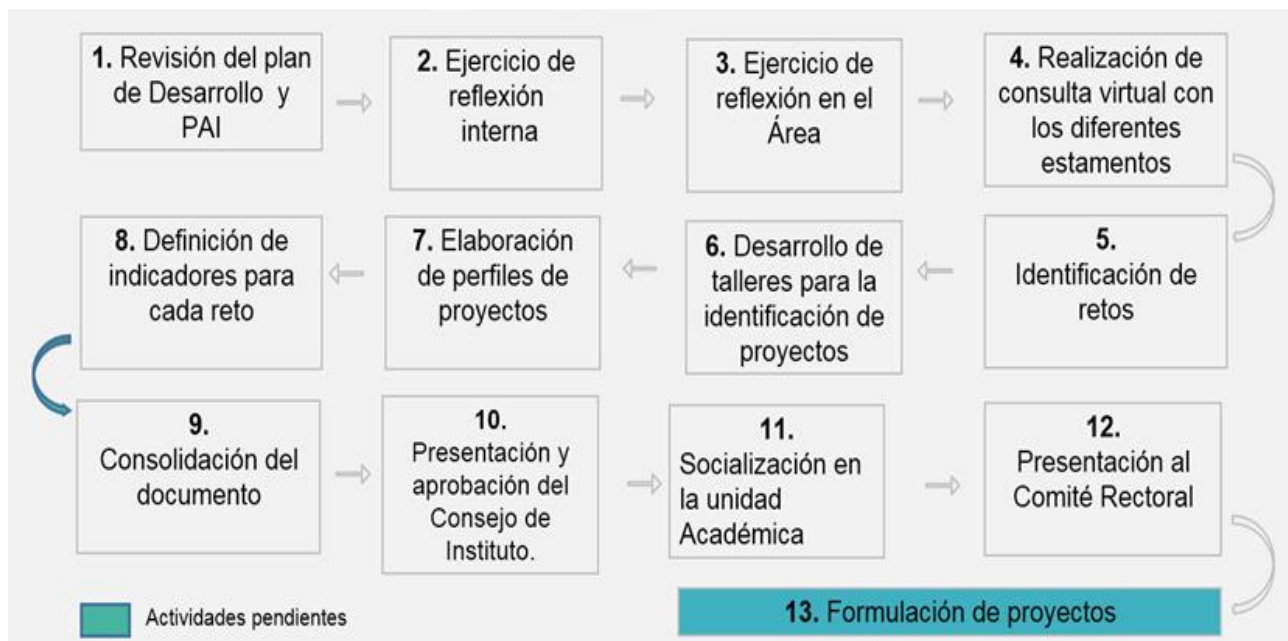 1. Revisión del plan
de Desarrollo y
PAI
2. Ejercicio de
reflexión
interna
3. Ejercicio de
reflexión en el
Área
4. Realización de
consulta virtual con
los diferentes
estamentos
5.
Identificación de
retos
6. Desarrollo de
talleres para la
identificación de
proyectos
7. Elaboración
de perfiles de
proyectos
8. Definición de
indicadores para
cada reto
9.
Consolidación del
documento
10.
Presentación y
aprobación del
Consejo de
Instituto.
11.
Socialización en
la unidad
Académica
12.
Presentación al
Comité Rectoral
13. Formulación de proyectos
Actividades pendientes